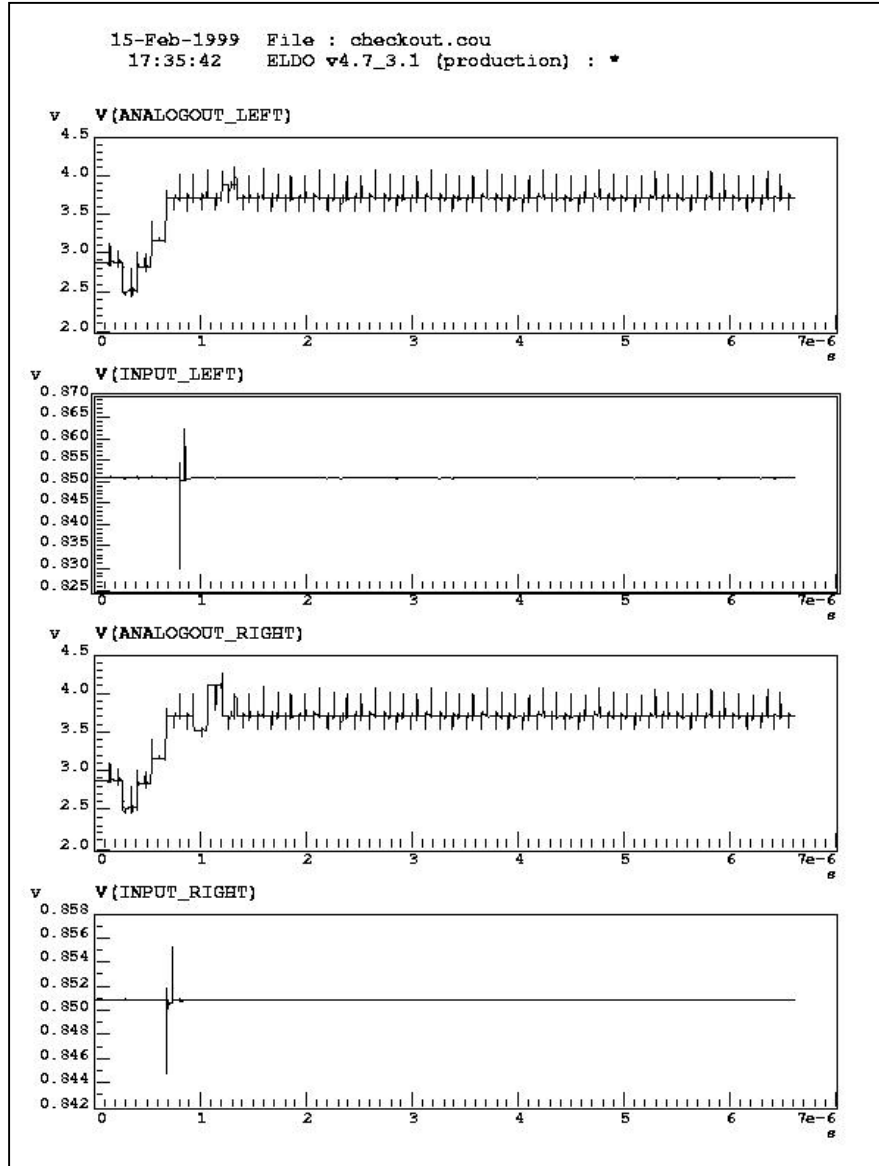 15-Feb-1999 File : checkout.cou
17:35:42 ELDO v4.7_3.1 (production) : *
v V(ANALOGOUT_LEFT)
4.5
4.0
3.5
3.0
2.5
2.0
0 1 2 3 4 5 6 7e-6
s
v V(INPUT_LEFT)
0.870
0.865
0.860
0.855
0.850
0.845
0.840
0.835
0.830
0.825
0 1 2 3 4 5 6 7e-6
s
v V(ANALOGOUT_RIGHT)
4.5
4.0
3.5
3.0
2.5
2.0
0 1 2 3 4 5 6 7e-6
s
v V(INPUT_RIGHT)
0.858
0.856
0.854
0.852
0.850
0.848
0.846
0.844
0.842
0 1 2 3 4 5 6 7e-6
s